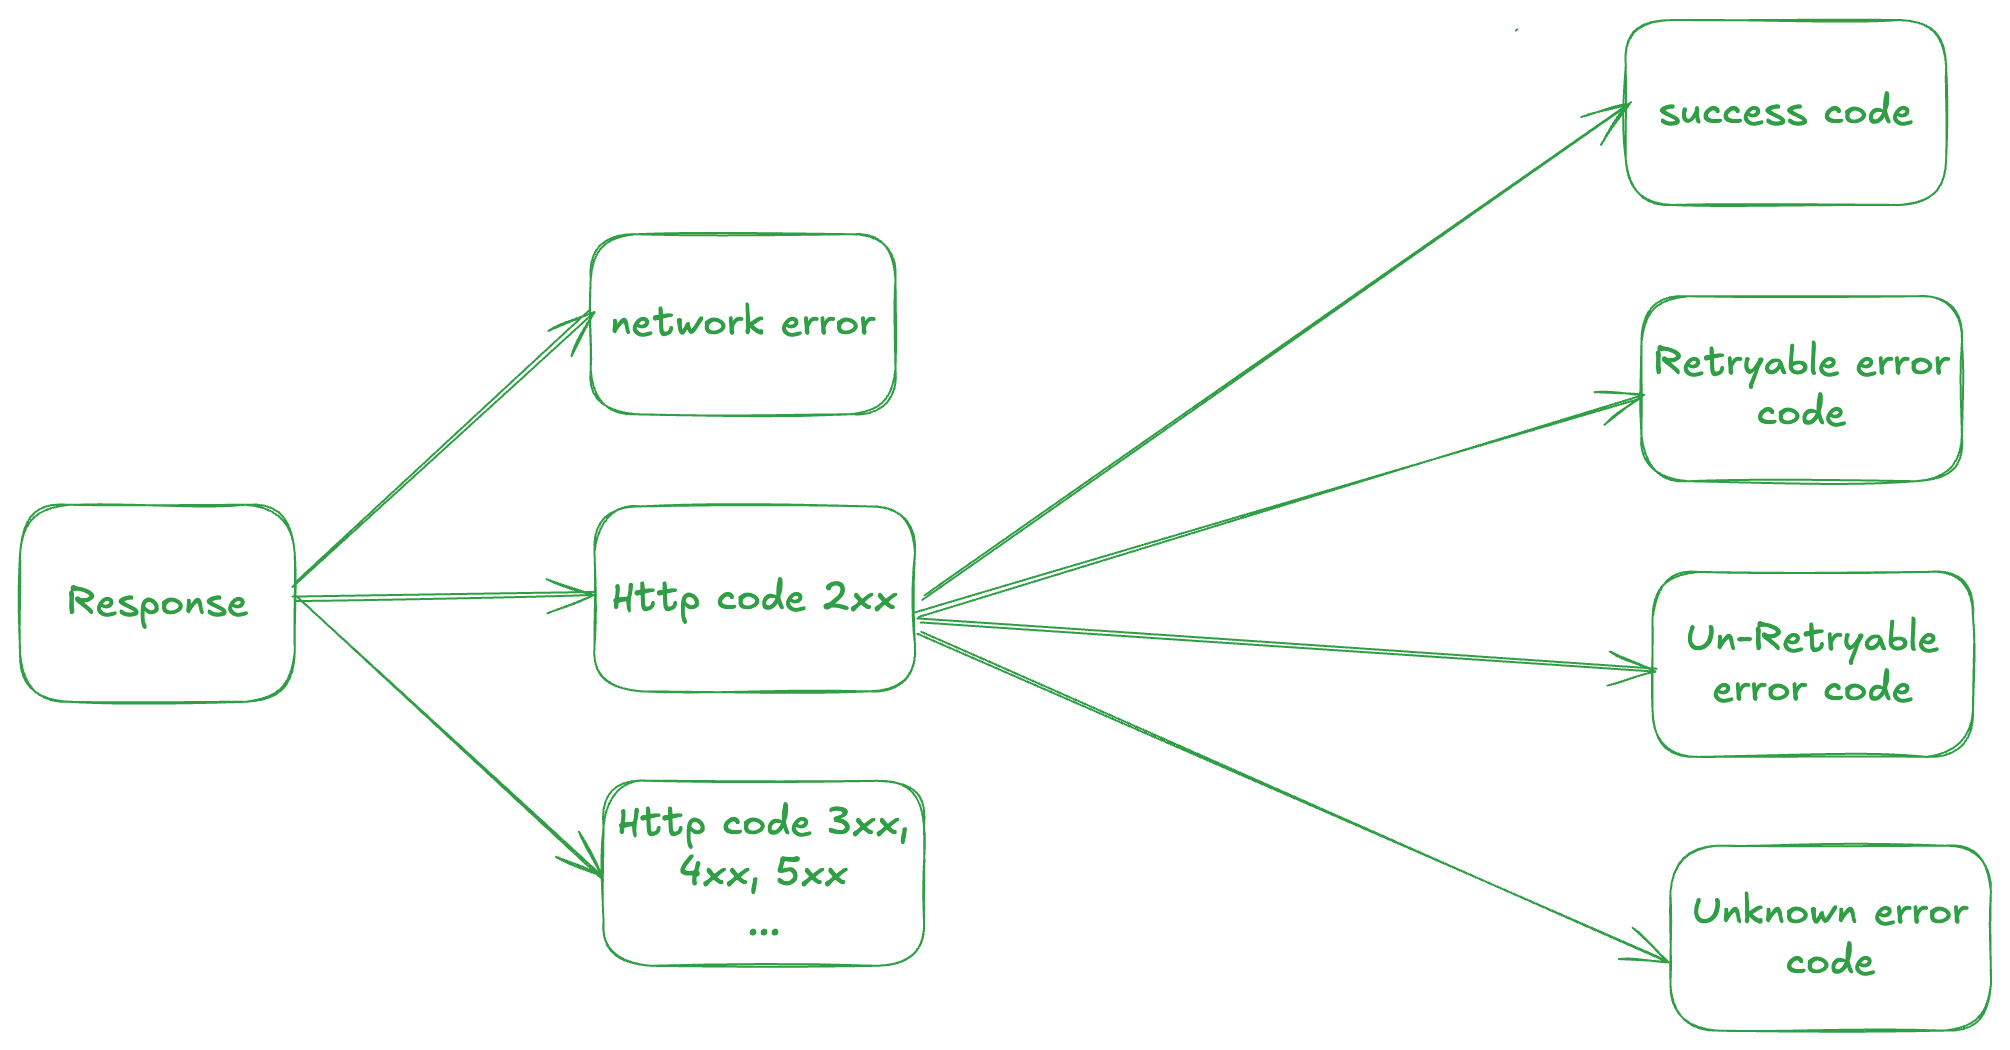 success code
network error
Retryable error
code
Response
Http code 2xx
Un-Retryable
error code
Http code 3xx,
4xx, 5xx
...
Unknown error
code